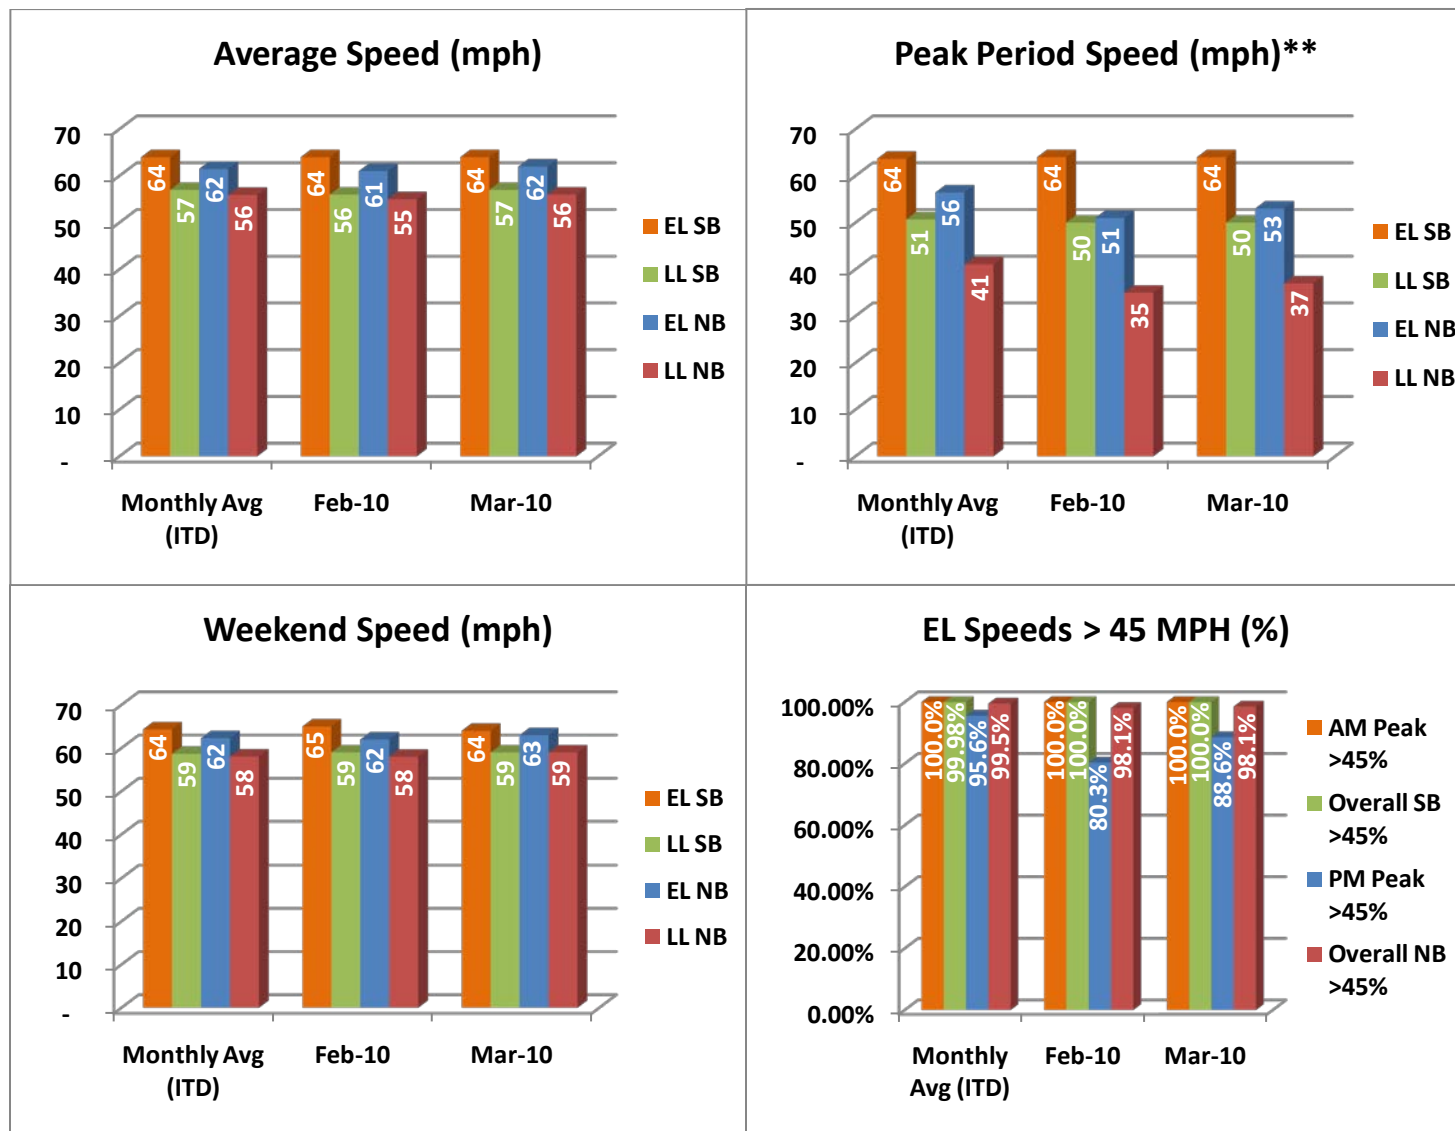 Average Speed (mph)
70
60
50
40
30
20
10
-
64
57
62
56
64
56
61
55
64
57
62
56
Monthly Avg
(ITD)
Feb-10
Mar-10
EL SB
LL SB
EL NB
LL NB
Peak Period Speed (mph)**
70
60
50
40
30
20
10
-
64
51
56
41
64
50
51
35
64
50
53
37
Monthly Avg
(ITD)
Feb-10
Mar-10
EL SB
LL SB
EL NB
LL NB
Weekend Speed (mph)
70
60
50
40
30
20
10
-
64
59
62
58
65
59
62
58
64
59
63
59
Monthly Avg
(ITD)
Feb-10
Mar-10
EL SB
LL SB
EL NB
LL NB
EL Speeds > 45 MPH (%)
100.00%
80.00%
60.00%
40.00%
20.00%
0.00%
100.0%
99.98%
95.6%
99.5%
100.0%
100.0%
80.3%
98.1%
100.0%
100.0%
88.6%
98.1%
Monthly
Avg (ITD)
Feb-10
Mar-10
AM Peak
>45%
Overall SB
>45%
PM Peak
>45%
Overall NB
>45%